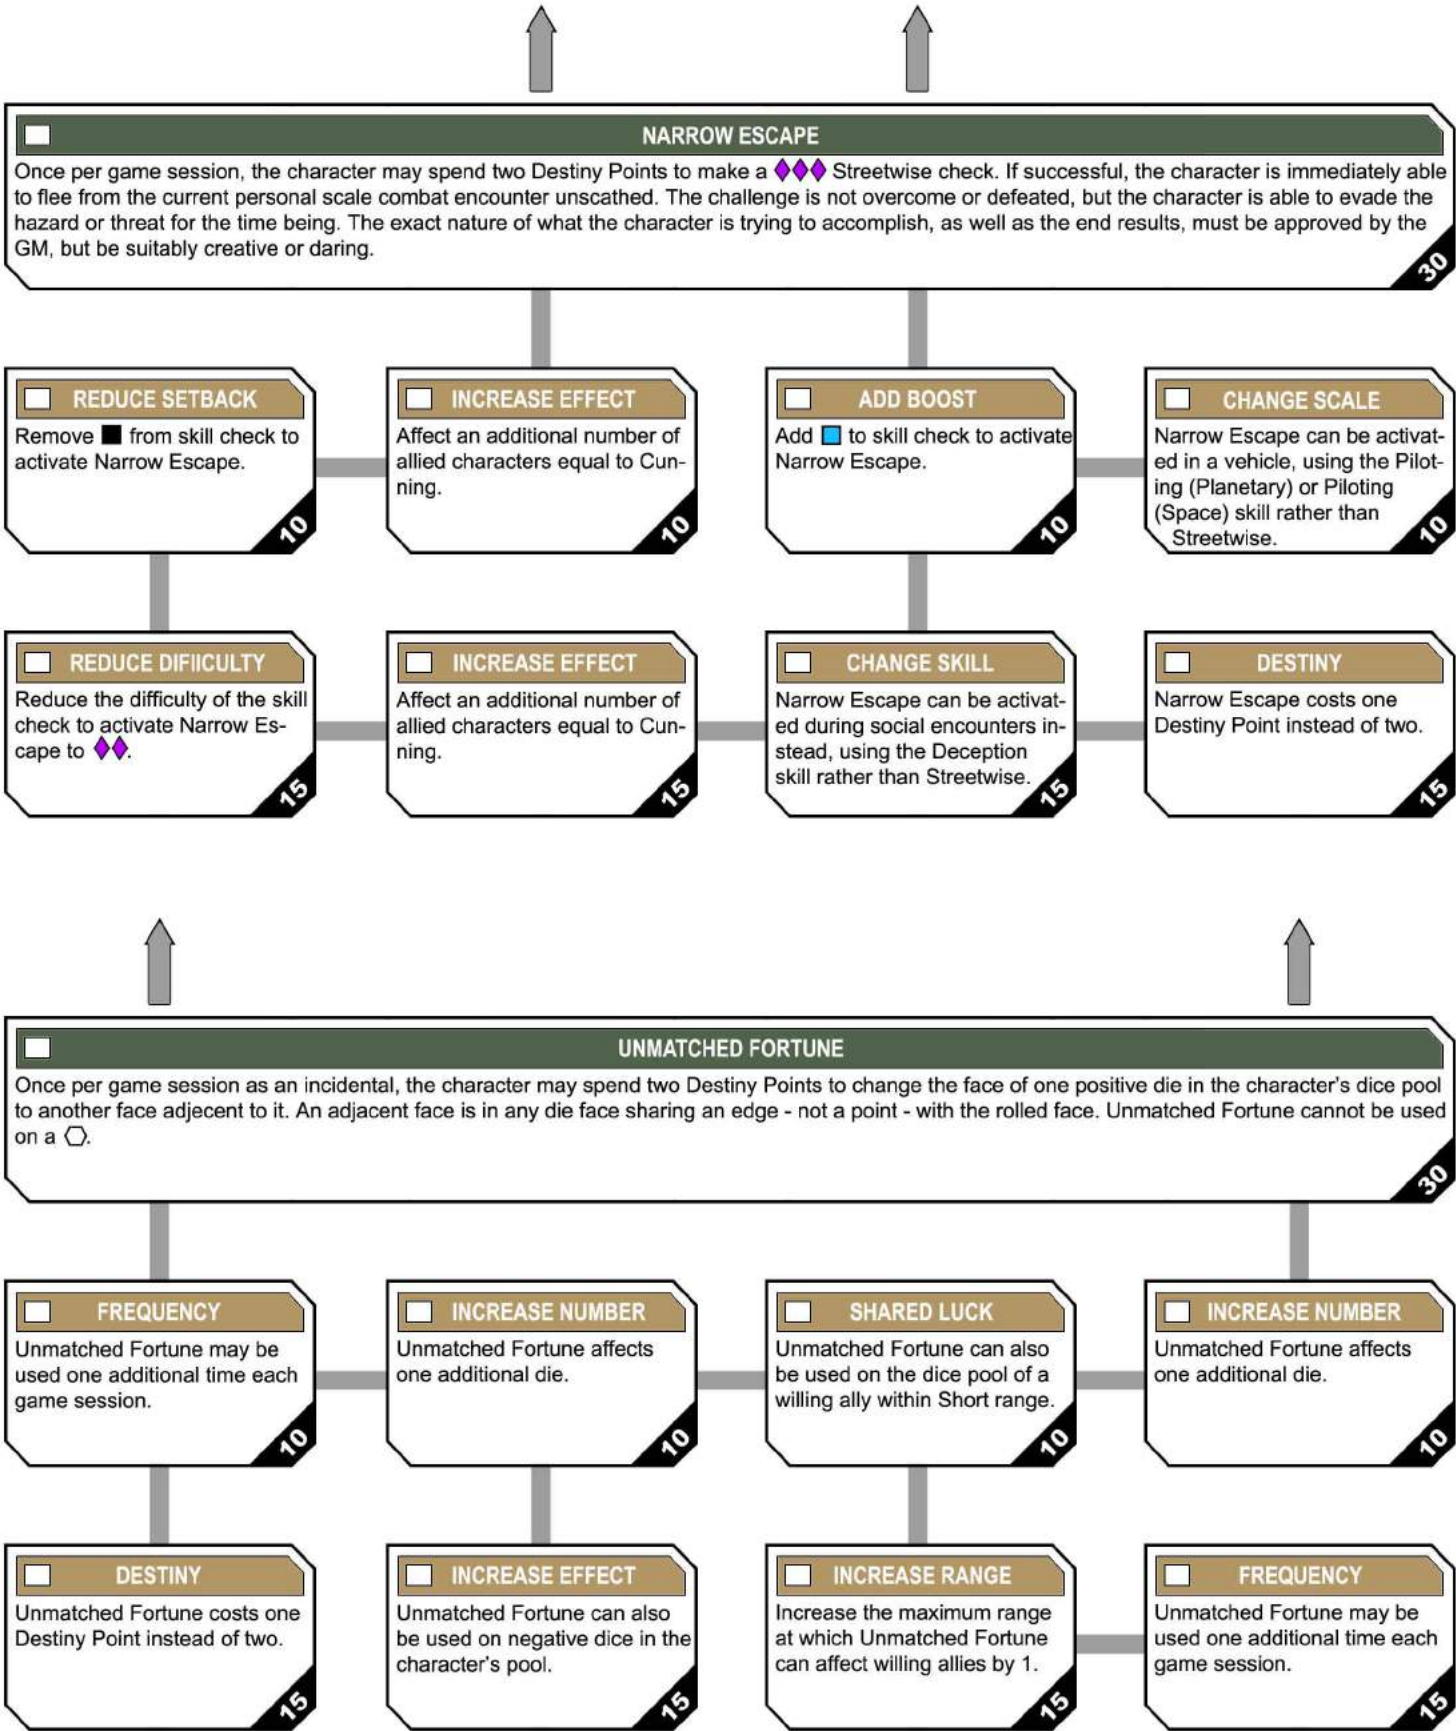 NARROW ESCAPE
Once per game session, the character may spend two Destiny Points to make a Streetwise check. If successful, the character is immediately able
to flee from the current personal scale combat encounter unscathed. The challenge is not overcome or defeated, but the character is able to evade the
hazard or threat for the time being. The exact nature of what the character is trying to accomplish, as well as the end results, must be approved by the
GM, but be suitably creative or daring.
30
REDUCE SETBACK
Remove from skill check to
activate Narrow Escape.
10
INCREASE EFFECT
Affect an additional number of
allied characters equal to Cun-
ning.
10
ADD BOOST
Add to skill check to activate
Narrow Escape.
10
CHANGE SCALE
Narrow Escape can be activat-
ed in a vehicle, using the Pilot-
ing (Planetary) or Piloting
(Space) skill rather than
Streetwise.
10
REDUCE DIFIICULTY
Reduce the difficulty of the skill
check to activate Narrow Es-
cape to .
15
INCREASE EFFECT
Affect an additional number of
allied characters equal to Cun-
ning.
15
CHANGE SKILL
Narrow Escape can be activat-
ed during social encounters in-
stead, using the Deception
skill rather than Streetwise.
15
DESTINY
Narrow Escape costs one
Destiny Point instead of two.
15
UNMATCHED FORTUNE
Once per game session as an incidental, the character may spend two Destiny Points to change the face of one positive die in the character's dice pool
to another face adjecent to it. An adjacent face is in any die face sharing an edge - not a point - with the rolled face. Unmatched Fortune cannot be used
on a .
30
FREQUENCY
Unmatched Fortune may be
used one additional time each
game session.
10
INCREASE NUMBER
Unmatched Fortune affects
one additional die.
10
SHARED LUCK
Unmatched Fortune can also
be used on the dice pool of a
willing ally within Short range.
10
INCREASE NUMBER
Unmatched Fortune affects
one additional die.
10
DESTINY
Unmatched Fortune costs one
Destiny Point instead of two.
15
INCREASE EFFECT
Unmatched Fortune can also
be used on negative dice in the
character's pool.
15
INCREASE RANGE
Increase the maximum range
at which Unmatched Fortune
can affect willing allies by 1.
15
FREQUENCY
Unmatched Fortune may be
used one additional time each
game session.
15